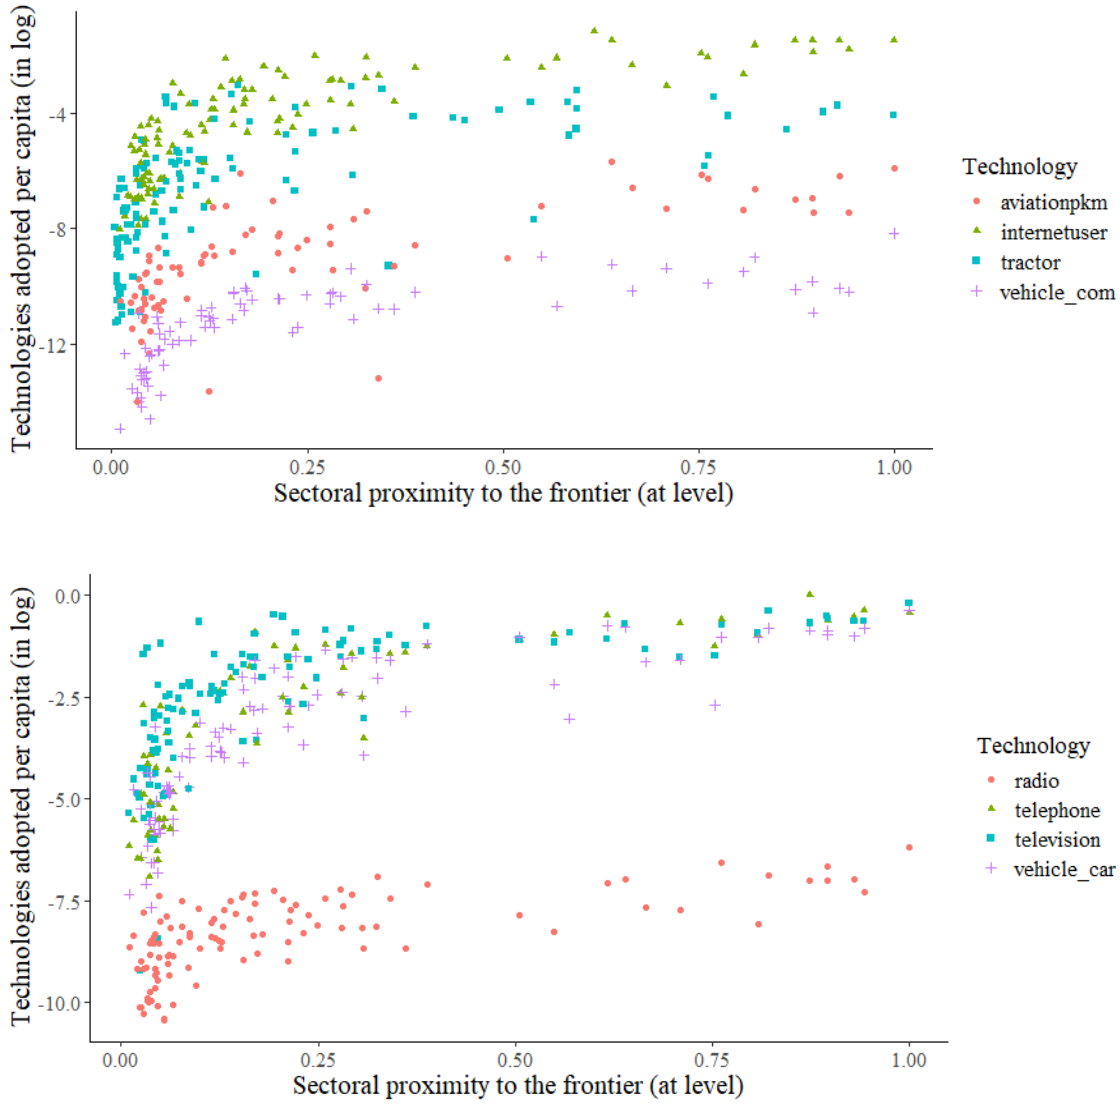 Technologies adopted per capita (in log)
-4
-8
-12
0.00 0.25 0.50 0.75 1.00
Sectoral proximity to the frontier (at level)
Technology
aviationpkm
internetuser
tractor
vehicle_com
Technologies adopted per capita (in log)
0.0
-2.5
-5.0
-7.5
-10.0
0.00 0.25 0.50 0.75 1.00
Sectoral proximity to the frontier (at level)
Technology
radio
telephone
television
vehicle_car